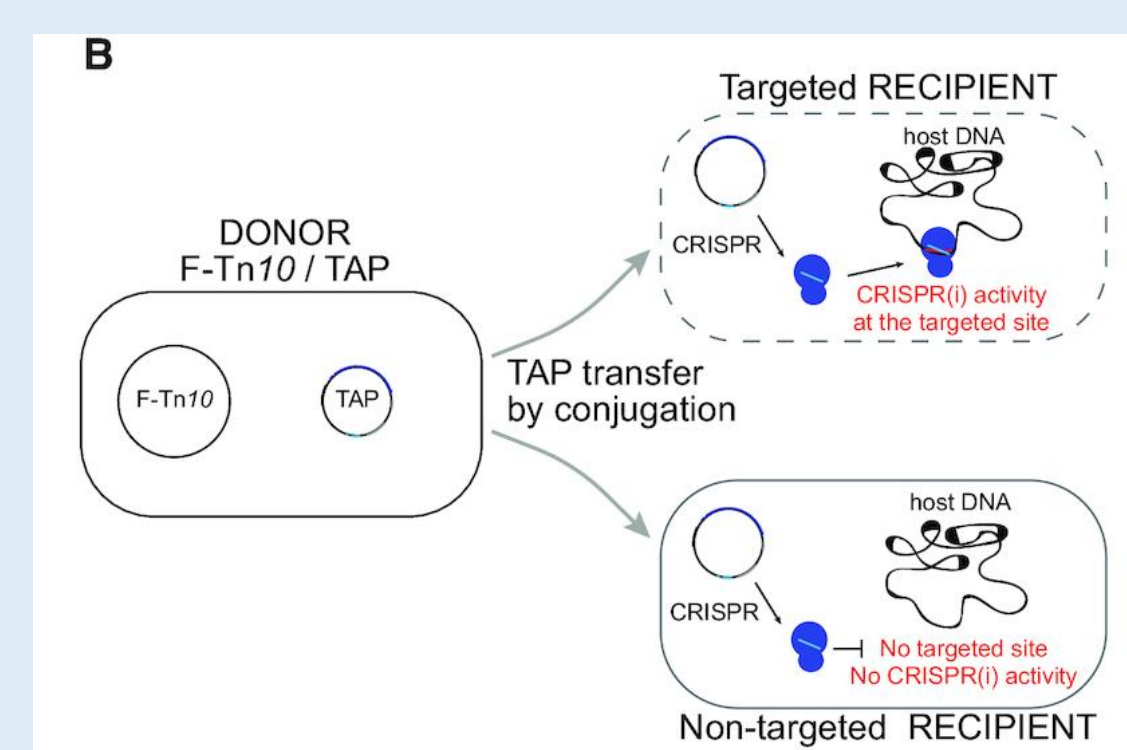 B
Targeted RECIPIENT
host DNA
CRISPR
CRISPR(i) activity
at the targeted site
DONOR
F-Tn10 / TAP
F-Tn10
TAP
TAP transfer
by conjugation
host DNA
CRISPR
No targeted site
No CRISPR(i) activity
Non-targeted RECIPIENT